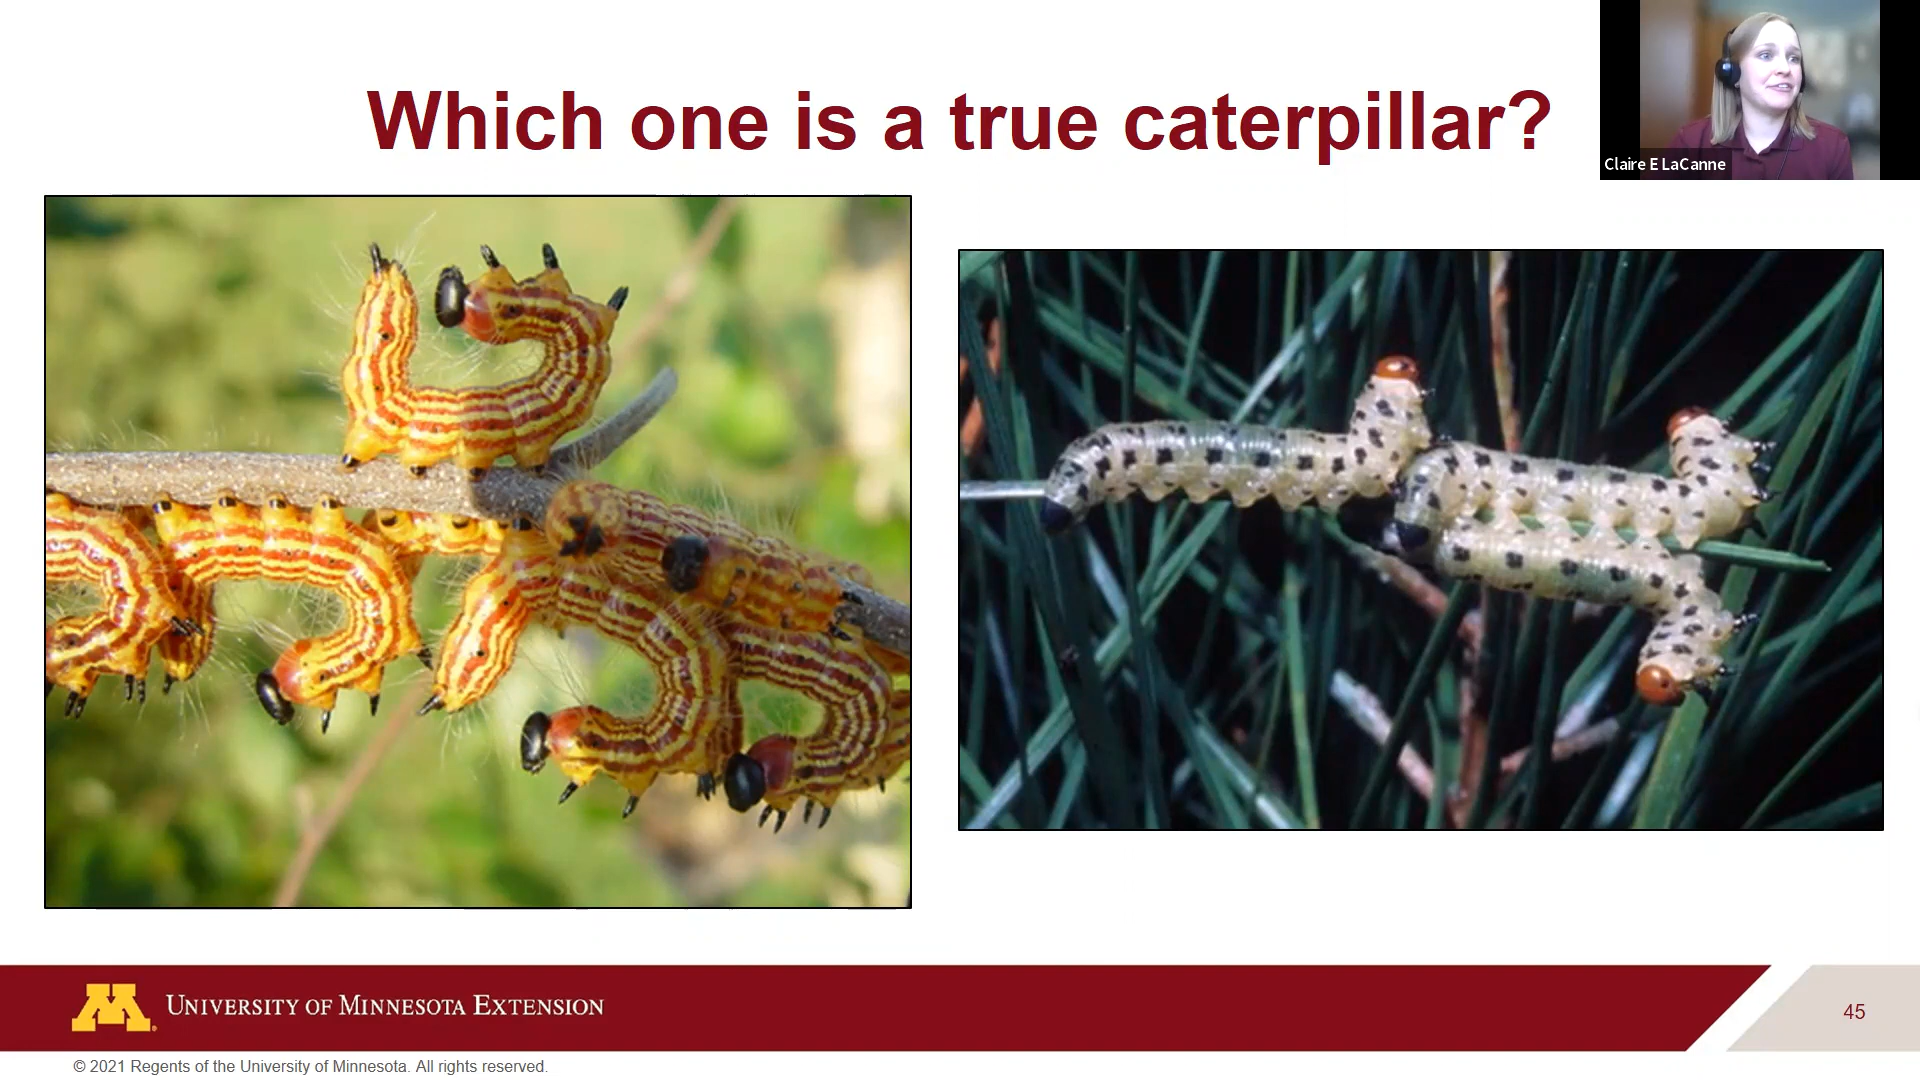 Which one is a true caterpillar?
Claire E LaCanne
UNIVERSITY OF MINNESOTA EXTENSION
45
© 2021 Regents of the University of Minnesota. All rights reserved.